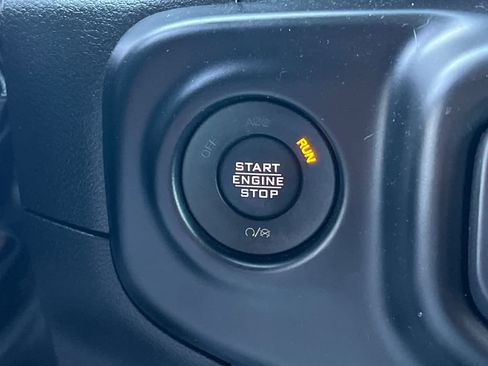 OFF
ACC
RUN
START
ENGINE
STOP